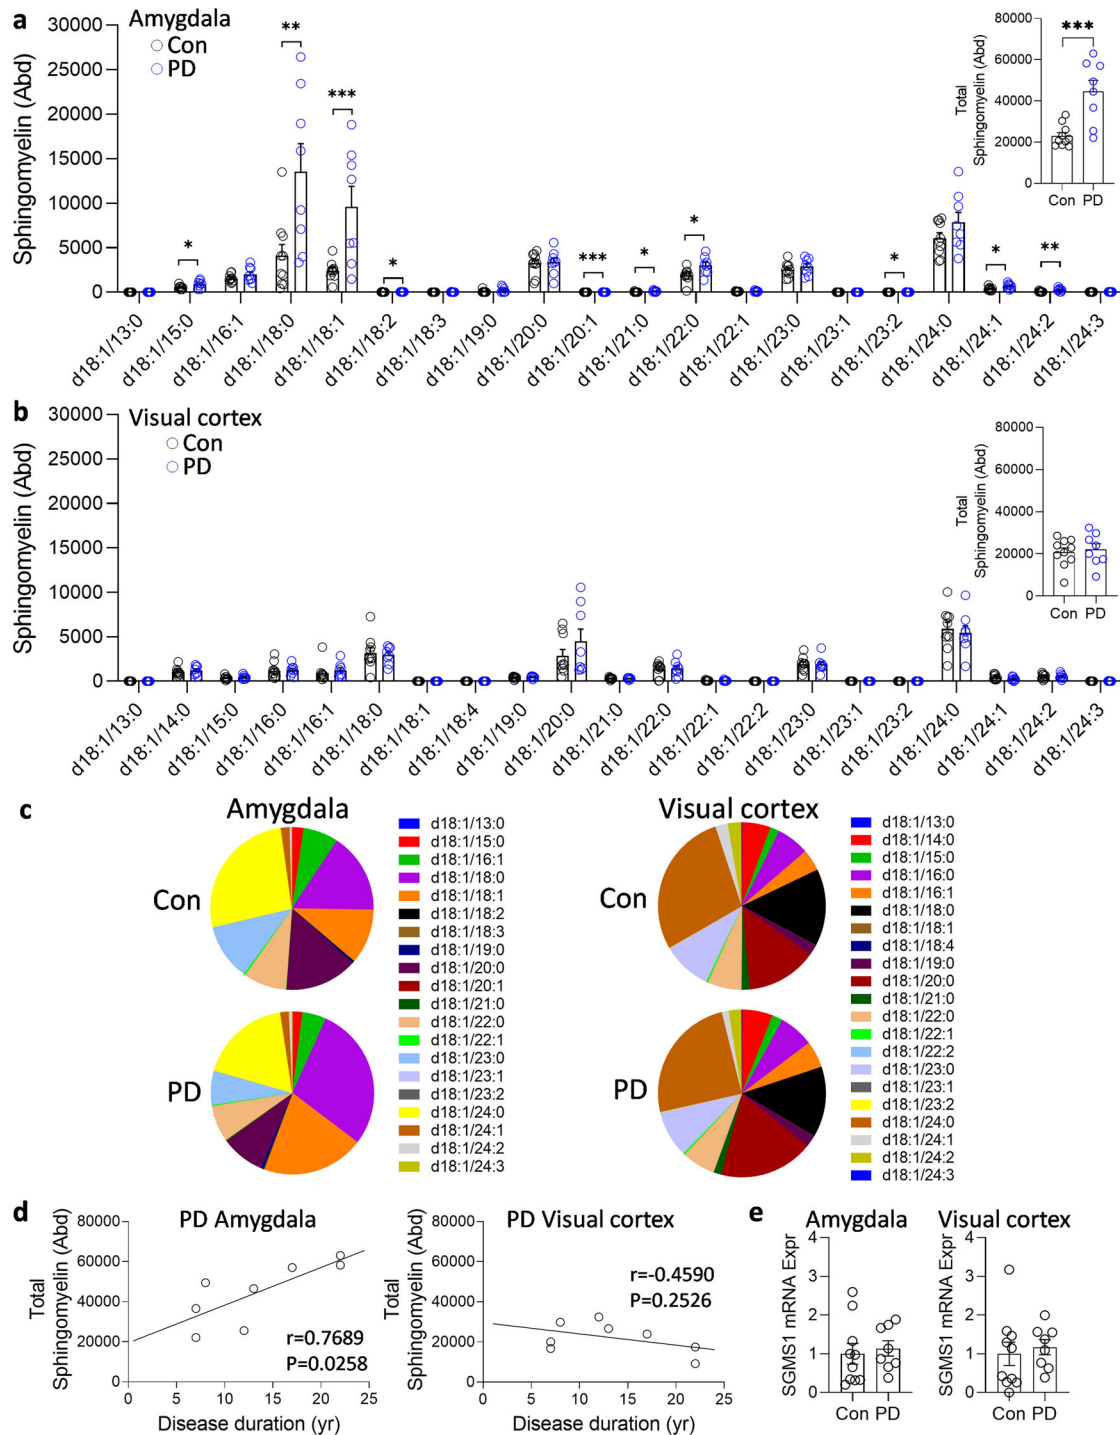 a
Amygdala
Con
PD
Sphingomyelin (Abd)
30000
25000
20000
15000
10000
5000
0
*
**
***
*
***
*
*
*
*
**
d18:1/13:0
d18:1/15:0
d18:1/16:1
d18:1/18:0
d18:1/18:1
d18:1/18:2
d18:1/18:3
d18:1/19:0
d18:1/20:0
d18:1/20:1
d18:1/21:0
d18:1/22:0
d18:1/22:1
d18:1/23:0
d18:1/23:1
d18:1/23:2
d18:1/24:0
d18:1/24:1
d18:1/24:2
d18:1/24:3
Total
Sphingomyelin (Abd)
80000
60000
40000
20000
0
***
Con PD
b
Visual cortex
Con
PD
Sphingomyelin (Abd)
30000
25000
20000
15000
10000
5000
0
d18:1/13:0
d18:1/14:0
d18:1/15:0
d18:1/16:0
d18:1/16:1
d18:1/18:0
d18:1/18:1
d18:1/18:4
d18:1/19:0
d18:1/20:0
d18:1/21:0
d18:1/22:0
d18:1/22:1
d18:1/22:2
d18:1/23:0
d18:1/23:1
d18:1/23:2
d18:1/24:0
d18:1/24:1
d18:1/24:2
d18:1/24:3
Total
Sphingomyelin (Abd)
80000
60000
40000
20000
0
Con PD
c
Amygdala
Con
PD
d18:1/13:0
d18:1/15:0
d18:1/16:1
d18:1/18:0
d18:1/18:1
d18:1/18:2
d18:1/18:3
d18:1/19:0
d18:1/20:0
d18:1/20:1
d18:1/21:0
d18:1/22:0
d18:1/22:1
d18:1/23:0
d18:1/23:1
d18:1/23:2
d18:1/24:0
d18:1/24:1
d18:1/24:2
d18:1/24:3
Visual cortex
Con
PD
d18:1/13:0
d18:1/14:0
d18:1/15:0
d18:1/16:0
d18:1/16:1
d18:1/18:0
d18:1/18:1
d18:1/18:4
d18:1/19:0
d18:1/20:0
d18:1/21:0
d18:1/22:0
d18:1/22:1
d18:1/22:2
d18:1/23:0
d18:1/23:1
d18:1/23:2
d18:1/24:0
d18:1/24:1
d18:1/24:2
d18:1/24:3
d
PD Amygdala
Total
Sphingomyelin (Abd)
80000
60000
40000
20000
0
r=0.7689
P=0.0258
0 5 10 15 20 25
Disease duration (yr)
PD Visual cortex
Total
Sphingomyelin (Abd)
80000
60000
40000
20000
0
r=-0.4590
P=0.2526
0 5 10 15 20 25
Disease duration (yr)
e
Amygdala
SGMS1 mRNA Expr
4
3
2
1
0
Con PD
Visual cortex
SGMS1 mRNA Expr
4
3
2
1
0
Con PD